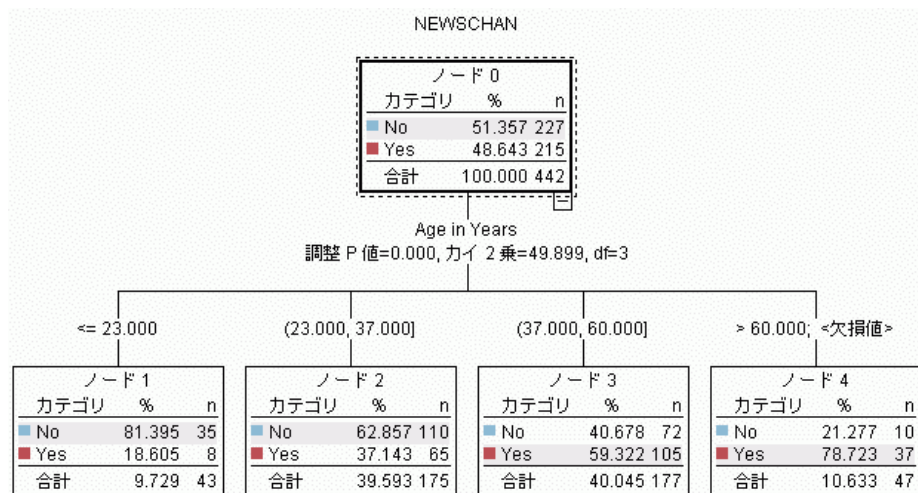 NEWSCHAN
ノード 0
カテゴリ % n
No 51.357 227
Yes 48.643 215
合計 100.000 442
Age in Years
調整 P 値=0.000, カイ 2 乗=49.899, df=3
<= 23.000
(23.000, 37.000]
(37.000, 60.000]
> 60.000; <欠損値>
ノード 1
カテゴリ % n
No 81.395 35
Yes 18.605 8
合計 9.729 43
ノード 2
カテゴリ % n
No 62.857 110
Yes 37.143 65
合計 39.593 175
ノード 3
カテゴリ % n
No 40.678 72
Yes 59.322 105
合計 40.045 177
ノード 4
カテゴリ % n
No 21.277 10
Yes 78.723 37
合計 10.633 47